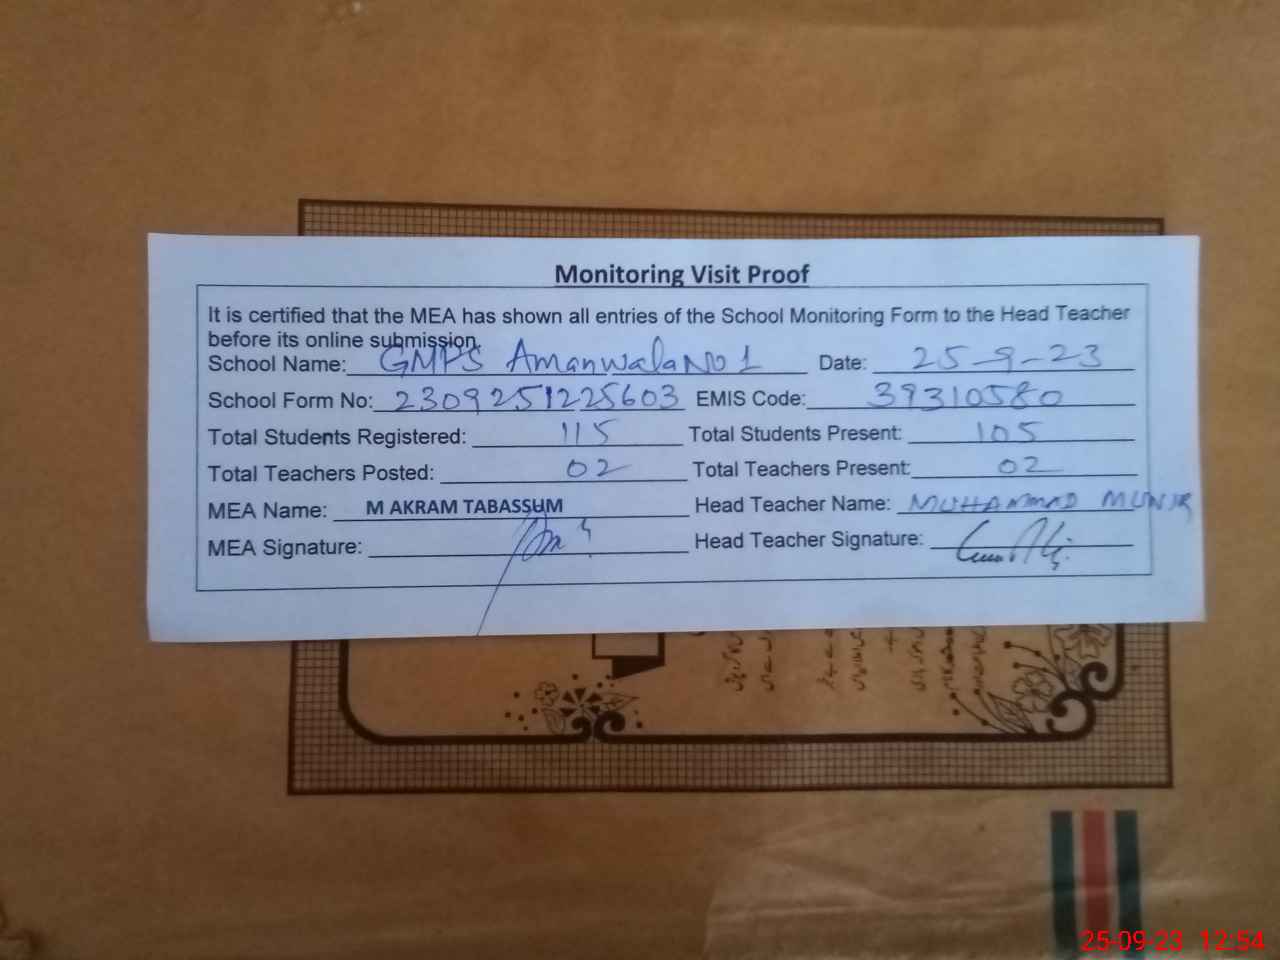 Monitoring Visit Proof
It is certified that the MEA has shown all entries of the School Monitoring Form to the Head Teacher
before its online submission.
School Name: GMPS Amanwala No 1 Date: 25-9-23
School Form No: 2309251225603 EMIS Code: 39310580
Total Students Registered: 115 Total Students Present: 105
Total Teachers Posted: 02 Total Teachers Present: 02
MEA Name: M AKRAM TABASSUM Head Teacher Name: MUHAMMAD MUNIR
MEA Signature: Head Teacher Signature:
25-09-23 12:54